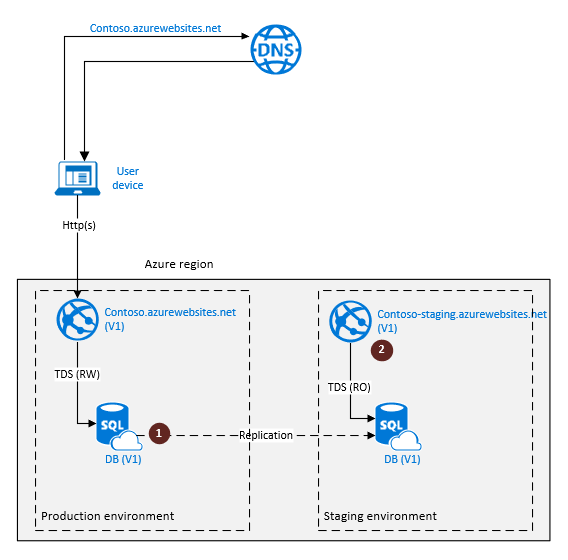 Contoso.azurewebsites.net
DNS
User
device
Http(s)
Azure region
Contoso.azurewebsites.net
(V1)
Contoso-staging.azurewebsites.net
(V1)
2
TDS (RW)
TDS (RO)
SQL
SQL
1
Replication
DB (V1)
DB (V1)
Production environment
Staging environment